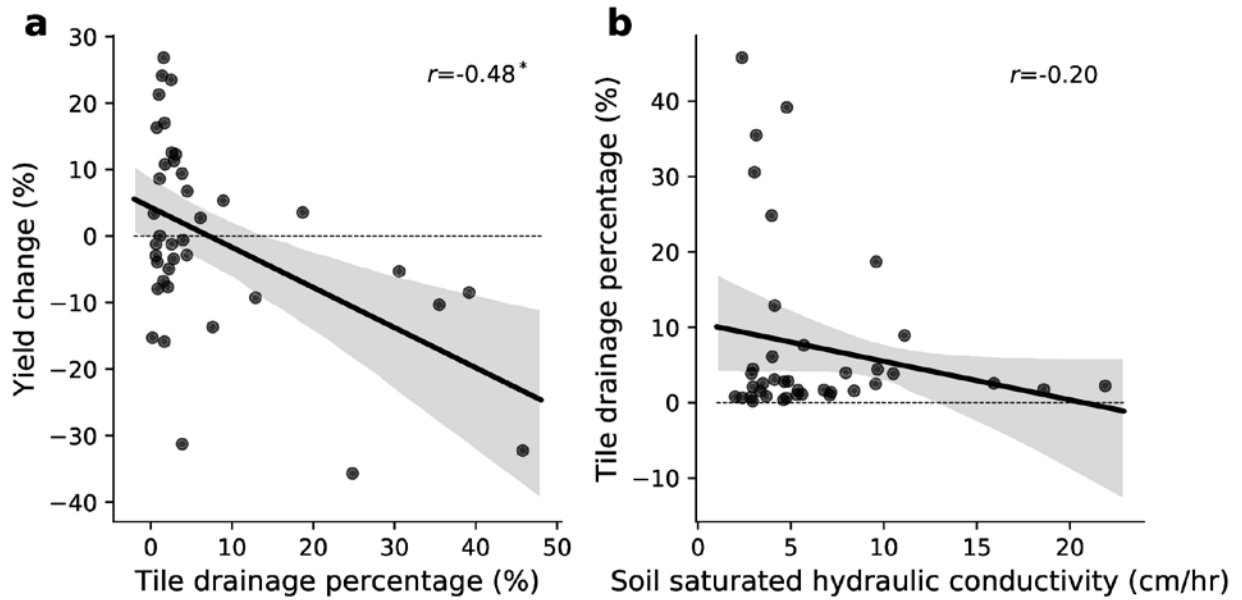 a
r=-0.48*
Yield change (%)
30
20
10
0
−10
−20
−30
−40
0 10 20 30 40 50
Tile drainage percentage (%)
b
r=-0.20
Tile drainage percentage (%)
40
30
20
10
0
−10
0 5 10 15 20
Soil saturated hydraulic conductivity (cm/hr)